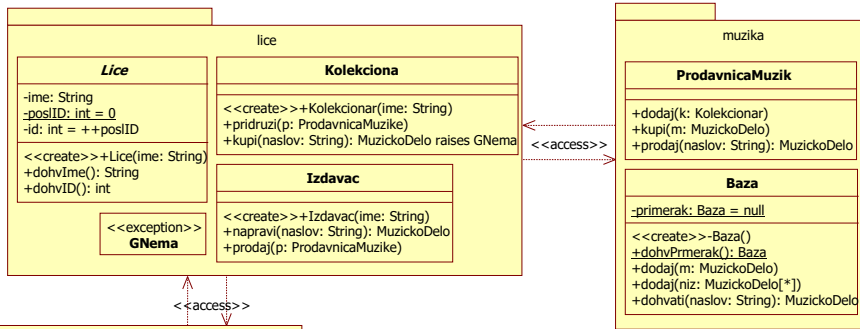 lice
Lice
-ime: String
-poslID: int = 0
-id: int = ++poslID
<<create>>+Lice(ime: String)
+dohvIme(): String
+dohvID(): int
<<exception>>
GNema
Kolekciona
<<create>>+Kolekcionar(ime: String)
+pridruzi(p: ProdavnicaMuzike)
+kupi(naslov: String): MuzickoDelo raises GNema
Izdavac
<<create>>+Izdavac(ime: String)
+napravi(naslov: String): MuzickoDelo
+prodaj(p: ProdavnicaMuzike)
<<access>>
<<access>>
muzika
ProdavnicaMuzik
+dodaj(k: Kolekcionar)
+kupi(m: MuzickoDelo)
+prodaj(naslov: String): MuzickoDelo
Baza
-primerak: Baza = null
<<create>>-Baza()
+dohvPrmerak(): Baza
+dodaj(m: MuzickoDelo)
+dodaj(niz: MuzickoDelo[*])
+dohvati(naslov: String): MuzickoDelo